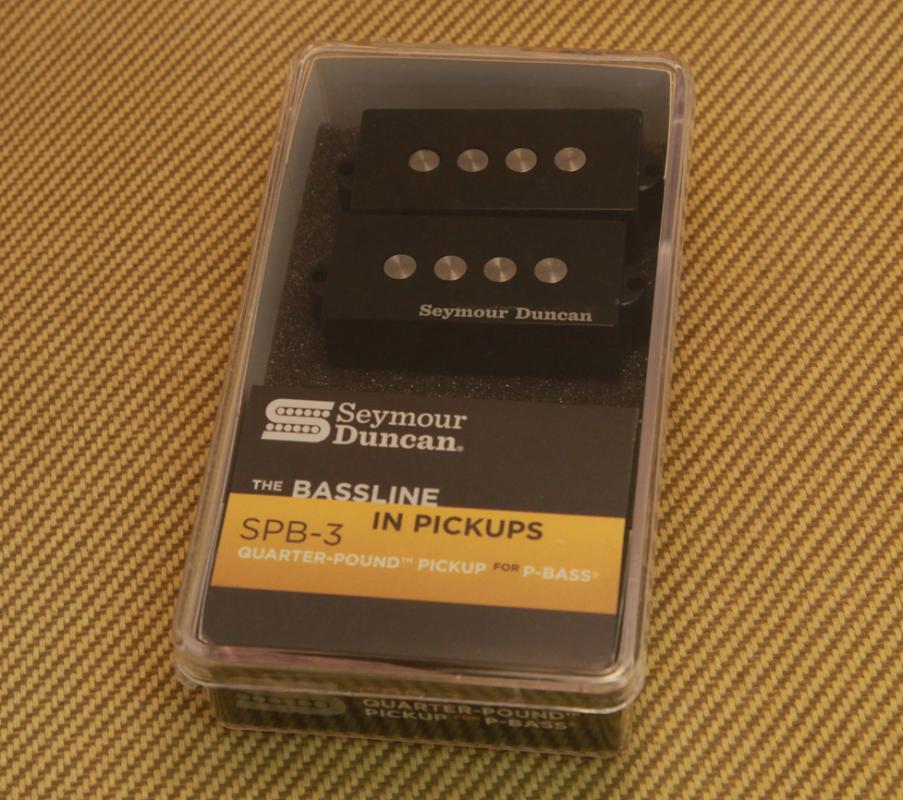 Seymour Duncan
Seymour
Duncan®
THE BASSLINE
IN PICKUPS
SPB-3
QUARTER-POUND™ PICKUP FOR P-BASS®
QUARTER-POUND™
PICKUP FOR P-BASS